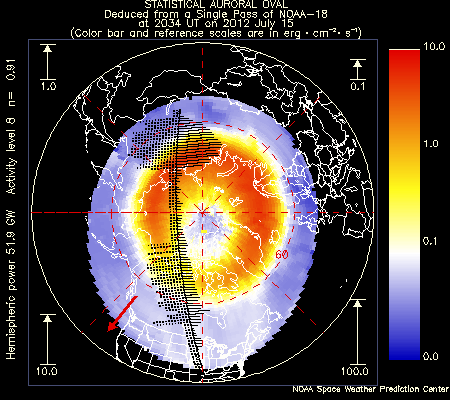 STATISTICAL AURORAL OVAL
Deduced from a Single Pass of NOAA-18
at 2034 UT on 2012 July 15
(Color bar and reference scales are in erg · cm⁻² · s⁻¹)
Hemispheric power 51.9 GW Activity level 8 n= 0.91
1.0
0.1
10.0
100.0
60
10.0
1.0
0.1
0.0
NOAA Space Weather Prediction Center